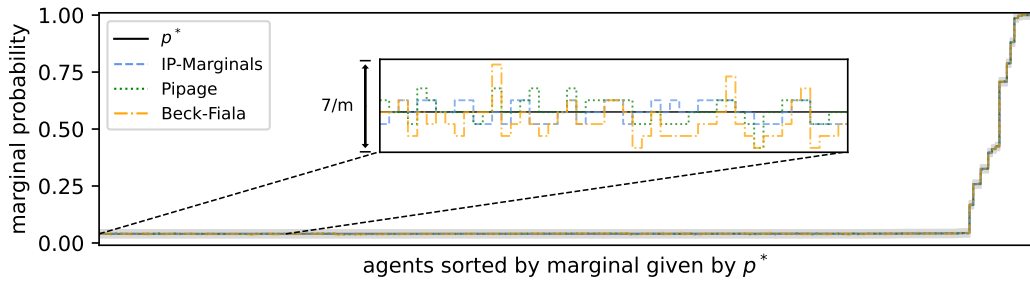 1.00
0.75
0.50
0.25
0.00
marginal probability
p*
IP-Marginals
Pipage
Beck-Fiala
7/m
agents sorted by marginal given by p*